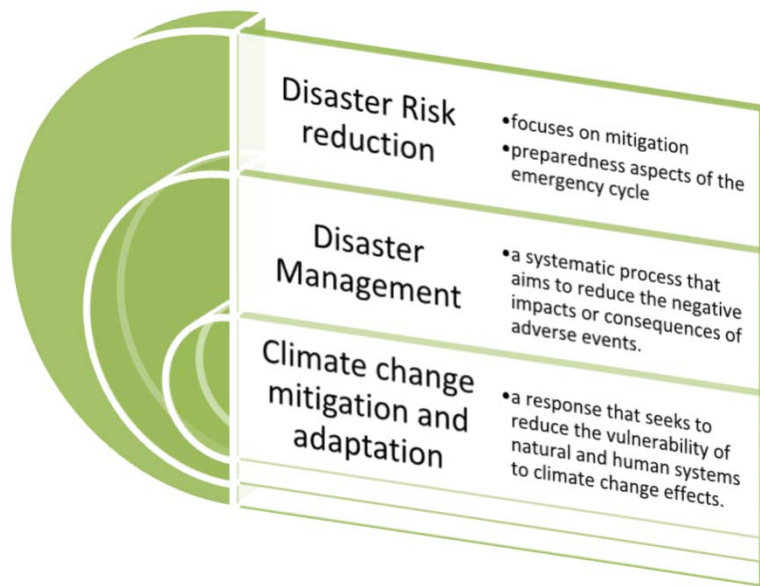 Disaster Risk
reduction
•focuses on mitigation
•preparedness aspects of the
emergency cycle
Disaster
Management
•a systematic process that
aims to reduce the negative
impacts or consequences of
adverse events.
Climate change
mitigation and
adaptation
•a response that seeks to
reduce the vulnerability of
natural and human systems
to climate change effects.